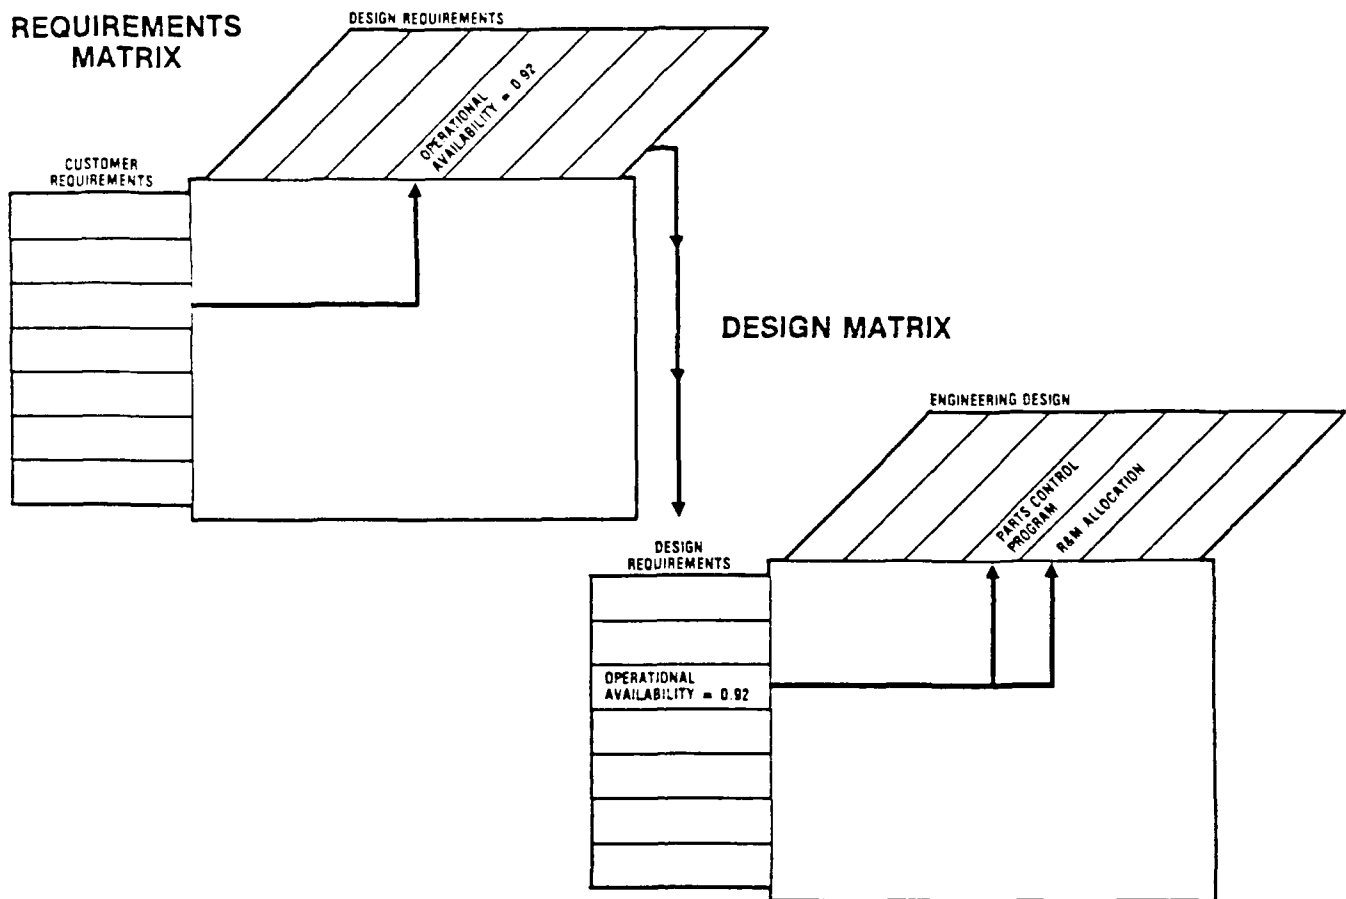 REQUIREMENTS
MATRIX
DESIGN REQUIREMENTS
OPERATIONAL
AVAILABILITY = 0.92
CUSTOMER
REQUIREMENTS
DESIGN MATRIX
ENGINEERING DESIGN
PARTS CONTROL
PROGRAM
R&M ALLOCATION
DESIGN
REQUIREMENTS
OPERATIONAL
AVAILABILITY = 0.92